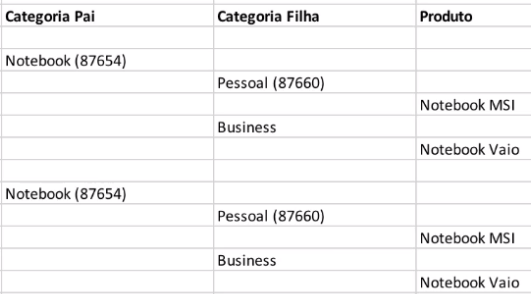 Categoria Pai Categoria Filha Produto
Notebook (87654)
Pessoal (87660)
Notebook MSI
Business
Notebook Vaio
Notebook (87654)
Pessoal (87660)
Notebook MSI
Business
Notebook Vaio